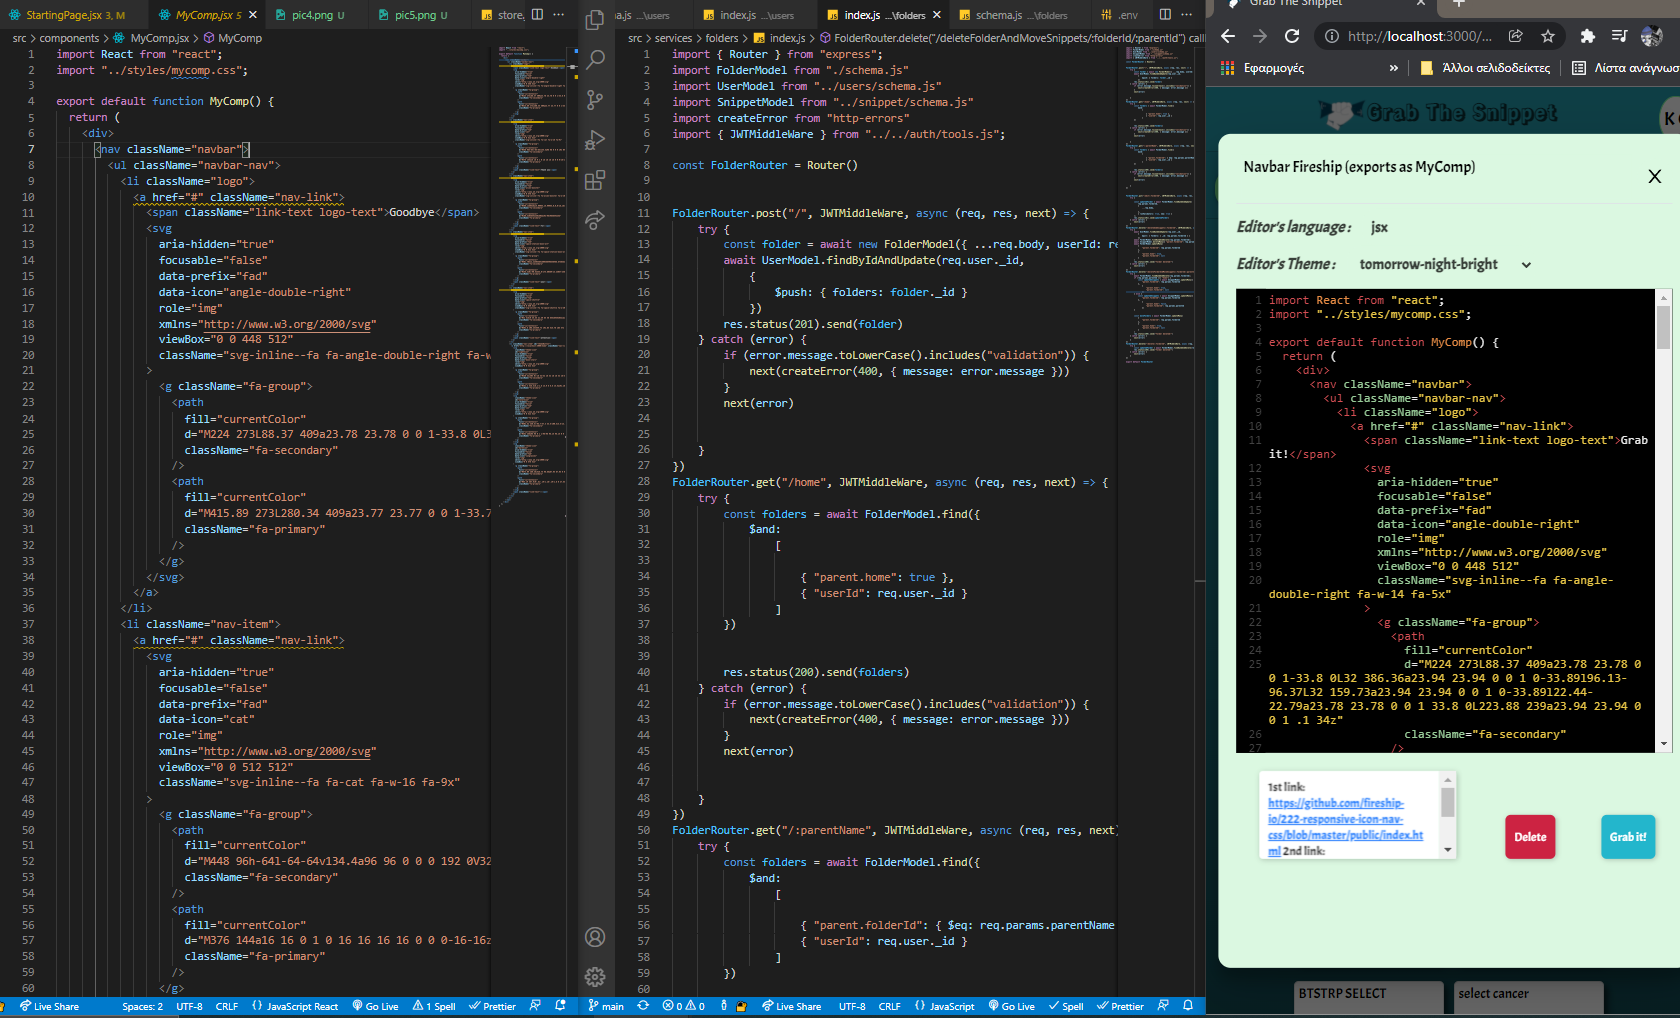 StartingPage.jsx 3, M
MyComp.jsx 5
pic4.png U
pic5.png U
store.
src > components > MyComp.jsx > MyComp
1 import React from "react";
2 import "../styles/mycomp.css";
3
4 export default function MyComp() {
5 return (
6 <div>
7 <nav className="navbar">
8 <ul className="navbar-nav">
9 <li className="logo">
10 <a href="#" className="nav-link">
11 <span className="link-text logo-text">Goodbye</span>
12 <svg
13 aria-hidden="true"
14 focusable="false"
15 data-prefix="fad"
16 data-icon="angle-double-right"
17 role="img"
18 xmlns="http://www.w3.org/2000/svg"
19 viewBox="0 0 448 512"
20 className="svg-inline--fa fa-angle-double-right fa-w
21 >
22 <g className="fa-group">
23 <path
24 fill="currentColor"
25 d="M224 273L88.37 409a23.78 23.78 0 0 1-33.8 0L3
26 className="fa-secondary"
27 />
28 <path
29 fill="currentColor"
30 d="M415.89 273L280.34 409a23.77 23.77 0 0 1-33.7
31 className="fa-primary"
32 />
33 </g>
34 </svg>
35 </a>
36 </li>
37 <li className="nav-item">
38 <a href="#" className="nav-link">
39 <svg
40 aria-hidden="true"
41 focusable="false"
42 data-prefix="fad"
43 data-icon="cat"
44 role="img"
45 xmlns="http://www.w3.org/2000/svg"
46 viewBox="0 0 512 512"
47 className="svg-inline--fa fa-cat fa-w-16 fa-9x"
48 >
49 <g className="fa-group">
50 <path
51 fill="currentColor"
52 d="M448 96h-64l-64-64v134.4a96 96 0 0 0 192 0V32
53 className="fa-secondary"
54 />
55 <path
56 fill="currentColor"
57 d="M376 144a16 16 0 1 0 16 16 16 16 0 0 0-16-16z
58 className="fa-primary"
59 />
60 </g>
Live Share
Spaces: 2 UTF-8 CRLF {} JavaScript React Go Live 1 Spell Prettier
a.js ...\users
index.js ...\users
index.js ...\folders
schema.js ...\folders
.env
src > services > folders > index.js > FolderRouter.delete("/deleteFolderAndMoveSnippets/:folderId/:parentId") call
1 import { Router } from "express";
2 import FolderModel from "./schema.js"
3 import UserModel from "../users/schema.js"
4 import SnippetModel from "../snippet/schema.js"
5 import createError from "http-errors"
6 import { JWTMiddleWare } from "../../auth/tools.js";
7
8 const FolderRouter = Router()
9
10
11 FolderRouter.post("/", JWTMiddleWare, async (req, res, next) => {
12 try {
13 const folder = await new FolderModel({ ...req.body, userId: re
14 await UserModel.findByIdAndUpdate(req.user._id,
15 {
16 $push: { folders: folder._id }
17 })
18 res.status(201).send(folder)
19 } catch (error) {
20 if (error.message.toLowerCase().includes("validation")) {
21 next(createError(400, { message: error.message }))
22 }
23 next(error)
24
25
26 }
27 })
28 FolderRouter.get("/home", JWTMiddleWare, async (req, res, next) => {
29 try {
30 const folders = await FolderModel.find({
31 $and:
32 [
33
34 { "parent.home": true },
35 { "userId": req.user._id }
36 ]
37 })
38
39
40 res.status(200).send(folders)
41 } catch (error) {
42 if (error.message.toLowerCase().includes("validation")) {
43 next(createError(400, { message: error.message }))
44 }
45 next(error)
46
47
48 }
49 })
50 FolderRouter.get("/:parentName", JWTMiddleWare, async (req, res, next)
51 try {
52 const folders = await FolderModel.find({
53 $and:
54 [
55
56 { "parent.folderId": { $eq: req.params.parentName
57 { "userId": req.user._id }
58 ]
59 })
60
main 0 0 Live Share UTF-8 CRLF {} JavaScript Go Live Spell Prettier
Grab The Snippet
http://localhost:3000/...
Εφαρμογές » Άλλοι σελιδοδείκτες Λίστα ανάγνωσ
Grab The Snippet
K
Navbar Fireship (exports as MyComp)
X
Editor's language : jsx
Editor's Theme : tomorrow-night-bright
1 import React from "react";
2 import "../styles/mycomp.css";
3
4 export default function MyComp() {
5 return (
6 <div>
7 <nav className="navbar">
8 <ul className="navbar-nav">
9 <li className="logo">
10 <a href="#" className="nav-link">
11 <span className="link-text logo-text">Grab
it!</span>
12 <svg
13 aria-hidden="true"
14 focusable="false"
15 data-prefix="fad"
16 data-icon="angle-double-right"
17 role="img"
18 xmlns="http://www.w3.org/2000/svg"
19 viewBox="0 0 448 512"
20 className="svg-inline--fa fa-angle-
double-right fa-w-14 fa-5x"
21 >
22 <g className="fa-group">
23 <path
24 fill="currentColor"
25 d="M224 273L88.37 409a23.78 23.78 0
0 1-33.8 0L32 386.36a23.94 23.94 0 0 1 0-33.89l96.13-
96.37L32 159.73a23.94 23.94 0 0 1 0-33.89l22.44-
22.79a23.78 23.78 0 0 1 33.8 0L223.88 239a23.94 23.94 0
0 1 .1 34z"
26 className="fa-secondary"
27 />
1st link:
https://github.com/fireship-
io/222-responsive-icon-nav-
css/blob/master/public/index.ht
ml 2nd link:
Delete
Grab it!
BTSTRP SELECT
select cancer